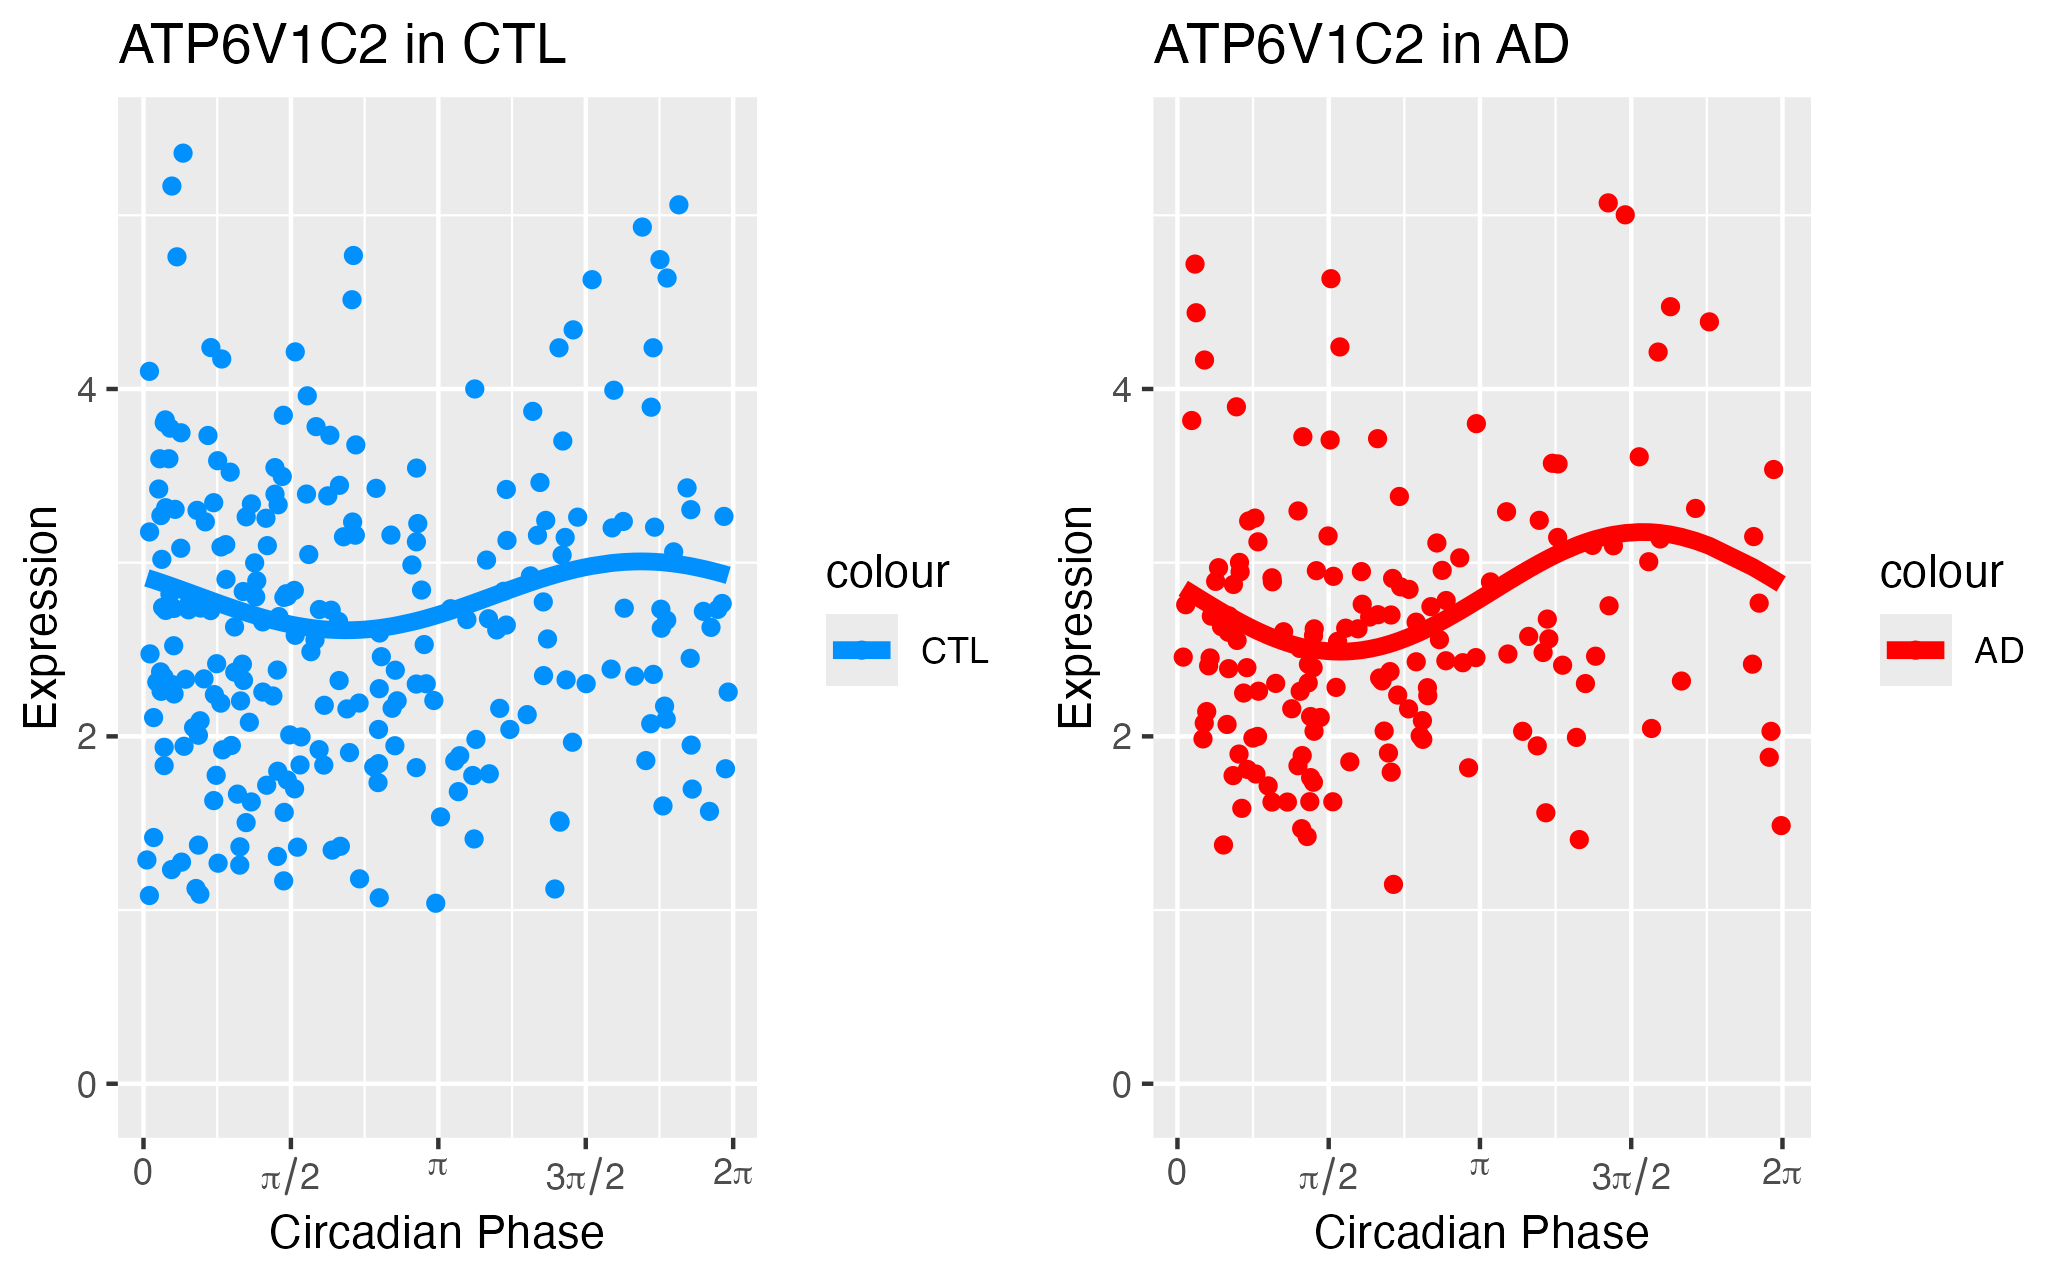 ATP6V1C2 in CTL
Expression
4
2
0
0
π/2
π
3π/2
2π
Circadian Phase
colour
CTL
ATP6V1C2 in AD
Expression
4
2
0
0
π/2
π
3π/2
2π
Circadian Phase
colour
AD